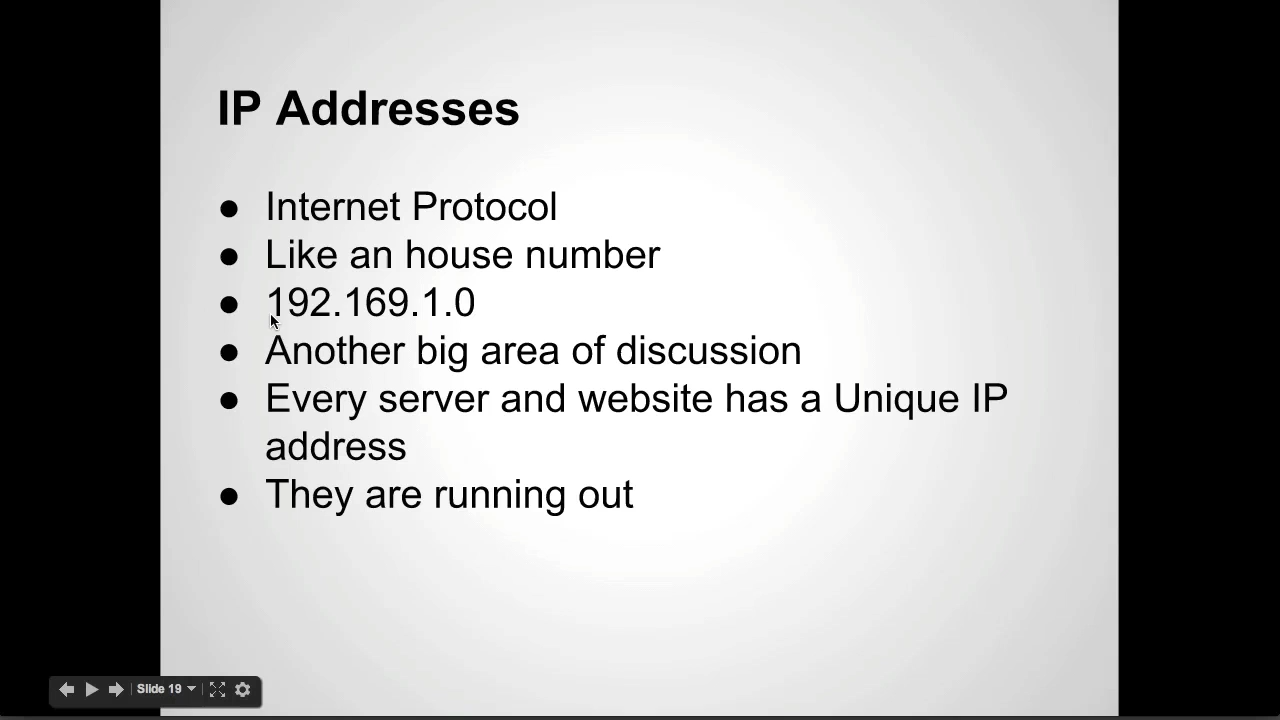 IP Addresses
● Internet Protocol
● Like an house number
● 192.169.1.0
● Another big area of discussion
● Every server and website has a Unique IP
address
● They are running out
Slide 19